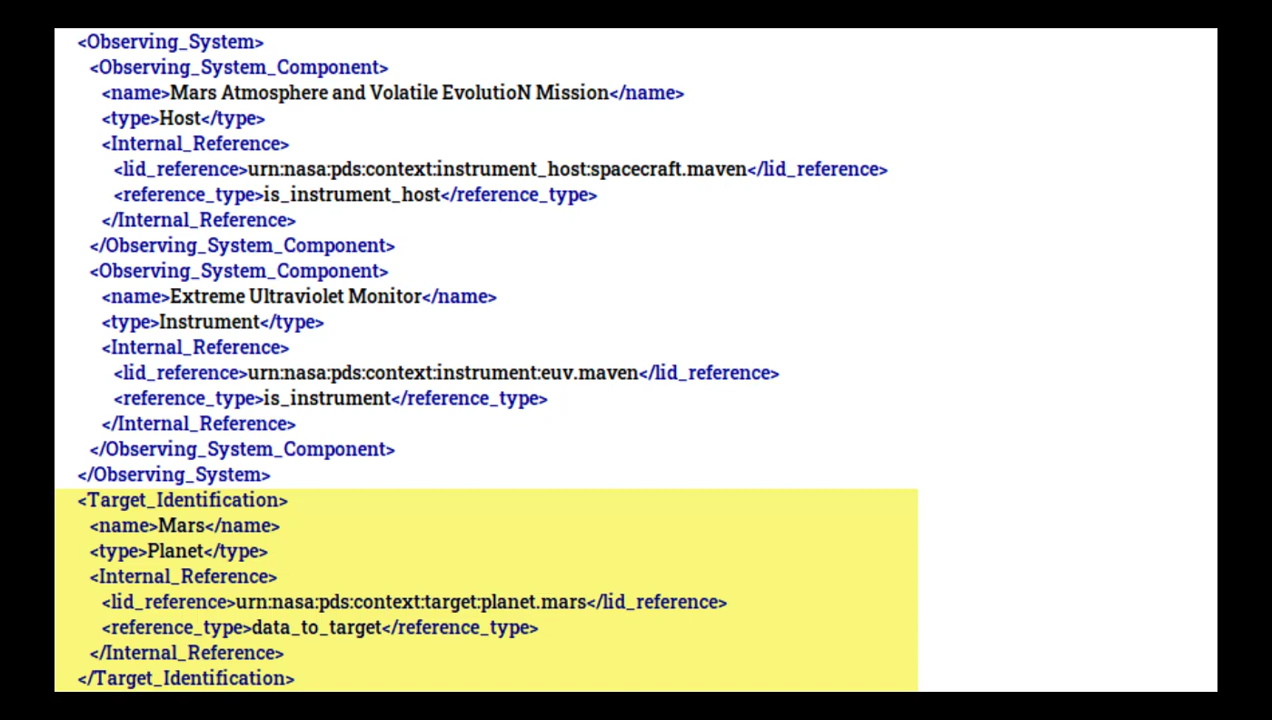 <Observing_System>
<Observing_System_Component>
<name>Mars Atmosphere and Volatile EvolutioN Mission</name>
<type>Host</type>
<Internal_Reference>
<lid_reference>urn:nasa:pds:context:instrument_host:spacecraft.maven</lid_reference>
<reference_type>is_instrument_host</reference_type>
</Internal_Reference>
</Observing_System_Component>
<Observing_System_Component>
<name>Extreme Ultraviolet Monitor</name>
<type>Instrument</type>
<Internal_Reference>
<lid_reference>urn:nasa:pds:context:instrument:euv.maven</lid_reference>
<reference_type>is_instrument</reference_type>
</Internal_Reference>
</Observing_System_Component>
</Observing_System>
<Target_Identification>
<name>Mars</name>
<type>Planet</type>
<Internal_Reference>
<lid_reference>urn:nasa:pds:context:target:planet.mars</lid_reference>
<reference_type>data_to_target</reference_type>
</Internal_Reference>
</Target_Identification>